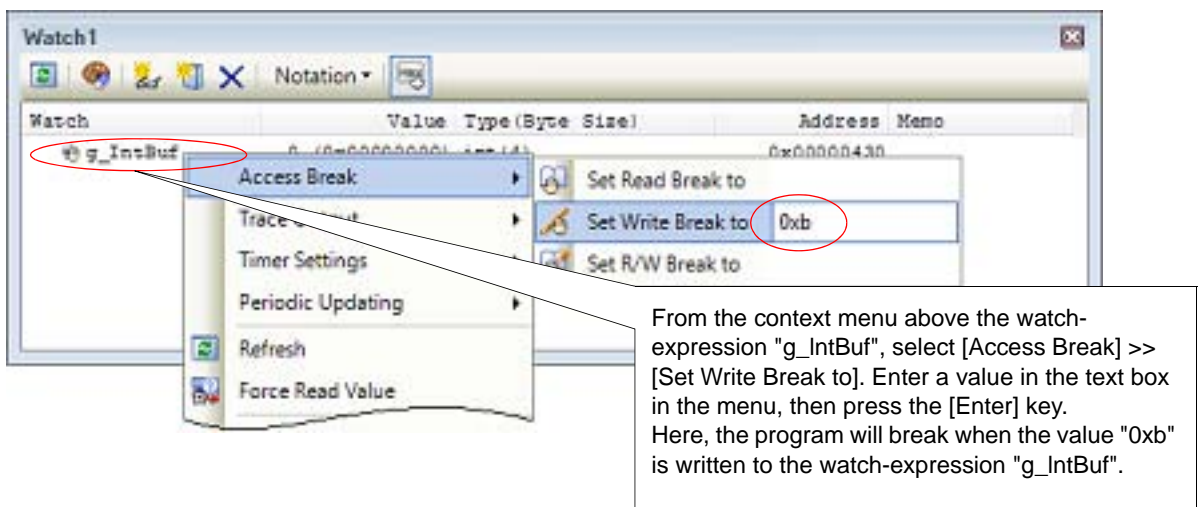 Watch1
Notation
Watch Value Type(Byte Size) Address Memo
g_IntBuf 0 (0x00000000) int(4) 0x00000430
Access Break
Set Read Break to
Set Write Break to 0xb
Timer Settings
Set R/W Break to
Periodic Updating
Refresh
Force Read Value
From the context menu above the watch-
expression "g_IntBuf", select [Access Break] >>
[Set Write Break to]. Enter a value in the text box
in the menu, then press the [Enter] key.
Here, the program will break when the value "0xb"
is written to the watch-expression "g_IntBuf".